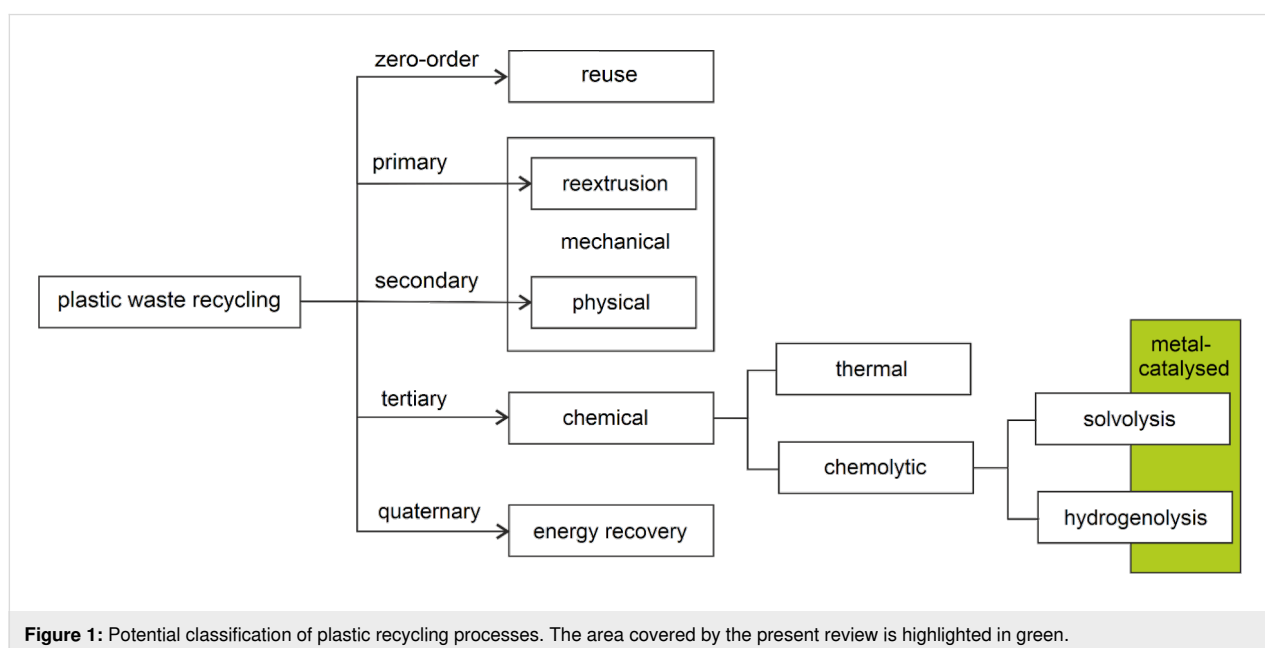 zero-order
reuse
primary
reextrusion
mechanical
secondary
physical
plastic waste recycling
tertiary
chemical
thermal
chemolytic
metal-
catalysed
solvolysis
hydrogenolysis
quaternary
energy recovery
Figure 1: Potential classification of plastic recycling processes. The area covered by the present review is highlighted in green.